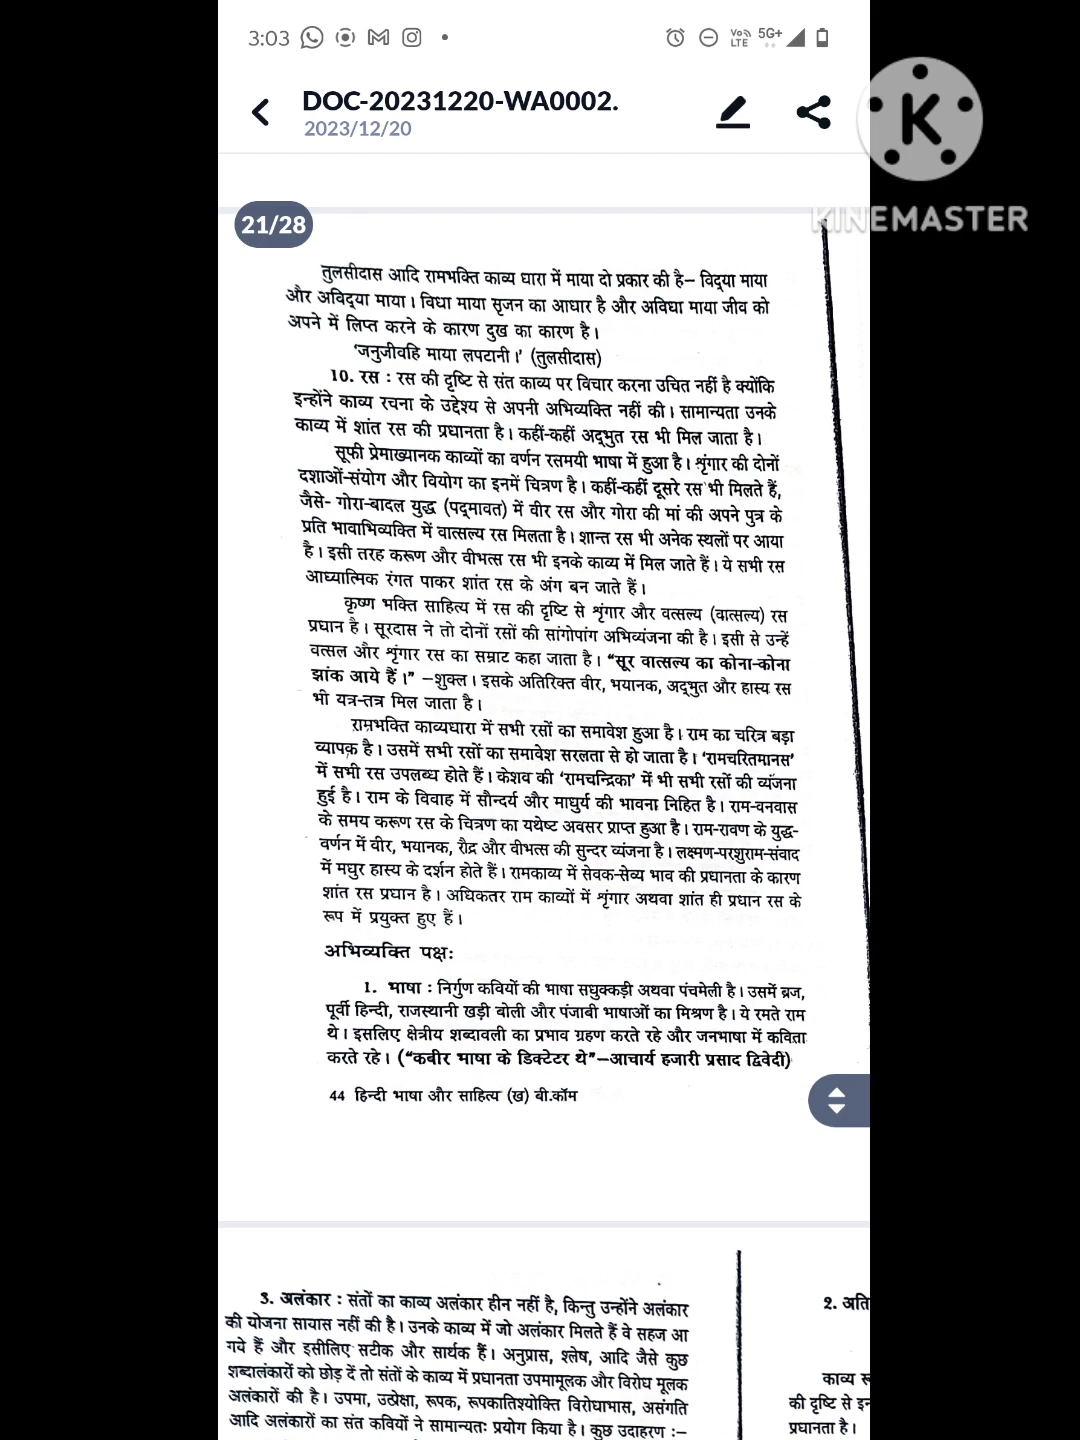 3:03
Vo)) LTE 5G+
DOC-20231220-WA0002.
2023/12/20
K
KINEMASTER
21/28
तुलसीदास आदि रामभक्ति काव्य धारा में माया दो प्रकार की है– विद्‌या माया
और अविद्‌या माया। विधा माया सृजन का आधार है और अविधा माया जीव को
अपने में लिप्त करने के कारण दुख का कारण है।
‘जनुजीवहि माया लपटानी।’ (तुलसीदास)
10. रस : रस की दृष्टि से संत काव्य पर विचार करना उचित नहीं है क्योंकि
इन्होंने काव्य रचना के उद्देश्य से अपनी अभिव्यक्ति नहीं की। सामान्यता उनके
काव्य में शांत रस की प्रधानता है। कहीं-कहीं अद्‌भुत रस भी मिल जाता है।
सूफी प्रेमाख्यानक काव्यों का वर्णन रतमयी भाषा में हुआ है। शृंगार की दोनों
दशाओं-संयोग और वियोग का इनमें चित्रण है। कहीं-कहीं दूसरे रस भी मिलते हैं,
जैसे- गोरा-बादल युद्ध (पद्‌मावत) में वीर रस और गोरा की मां की अपने पुत्र के
प्रति भावाभिव्यक्ति में वात्सल्य रस मिलता है। शान्त रस भी अनेक स्थलों पर आया
है। इसी तरह करूण और वीभत्स रस भी इनके काव्य में मिल जाते हैं। ये सभी रस
आध्यात्मिक रंगत पाकर शांत रस के अंग बन जाते हैं।
कृष्ण भक्ति साहित्य में रस की दृष्टि से शृंगार और वत्सल्य (वात्सल्य) रस
प्रधान है। सूरदास ने तो दोनों रसों की सांगोपांग अभिव्यंजना की है। इसी से उन्हें
वत्सल और शृंगार रस का सम्राट कहा जाता है। “सूर वात्सल्य का कोना-कोना
झांक आये हैं।” –शुक्ल। इसके अतिरिक्त वीर, भयानक, अद्‌भुत और हास्य रस
भी यत्र-तत्र मिल जाता है।
रामभक्ति काव्यधारा में सभी रसों का समावेश हुआ है। राम का चरित्र बड़ा
व्यापक है। उसमें सभी रसों का समावेश सरलता से हो जाता है। ‘रामचरितमानस’
में सभी रस उपलब्ध होते हैं। केशव की ‘रामचन्द्रिका’ में भी सभी रसों की व्यंजना
हुई है। राम के विवाह में सौन्दर्य और माधुर्य की भावना निहित है। राम-वनवास
के समय करूण रस के चित्रण का यथेष्ट अवसर प्राप्त हुआ है। राम-रावण के युद्ध-
वर्णन में वीर, भयानक, रौद्र और वीभत्स की सुन्दर व्यंजना है। लक्ष्मण-परशुराम-संवाद
में मधुर हास्य के दर्शन होते हैं। रामकाव्य में सेवक-सेव्य भाव की प्रधानता के कारण
शांत रस प्रधान है। अधिकतर राम काव्यों में शृंगार अथवा शांत ही प्रधान रस के
रूप में प्रयुक्त हुए हैं।
अभिव्यक्ति पक्षः
1. भाषा : निर्गुण कवियों की भाषा सधुक्कड़ी अथवा पंचमेली है। उसमें ब्रज,
पूर्वी हिन्दी, राजस्थानी खड़ी बोली और पंजाबी भाषाओं का मिश्रण है। ये रमते राम
थे। इसलिए क्षेत्रीय शब्दावली का प्रभाव ग्रहण करते रहे और जनभाषा में कविता
करते रहे। (“कबीर भाषा के डिक्टेटर थे”–आचार्य हजारी प्रसाद द्विवेदी)
44 हिन्दी भाषा और साहित्य (ख) बी.कॉम
3. अलंकार : संतों का काव्य अलंकार हीन नहीं है, किन्तु उन्होंने अलंकार
की योजना सायास नहीं की है। उनके काव्य में जो अलंकार मिलते हैं वे सहज आ
गये हैं और इसीलिए सटीक और सार्थक हैं। अनुप्रास, श्लेष, आदि जैसे कुछ
शब्दालंकारों को छोड़ दें तो संतों के काव्य में प्रधानता उपमामूलक और विरोध मूलक
अलंकारों की है। उपमा, उत्प्रेक्षा, रूपक, रूपकातिश्योक्ति विरोधाभास, असंगति
आदि अलंकारों का संत कवियों ने सामान्यतः प्रयोग किया है। कुछ उदाहरण :–
2. अति
काव्य रू
की दृष्टि से इन
प्रधानता है।